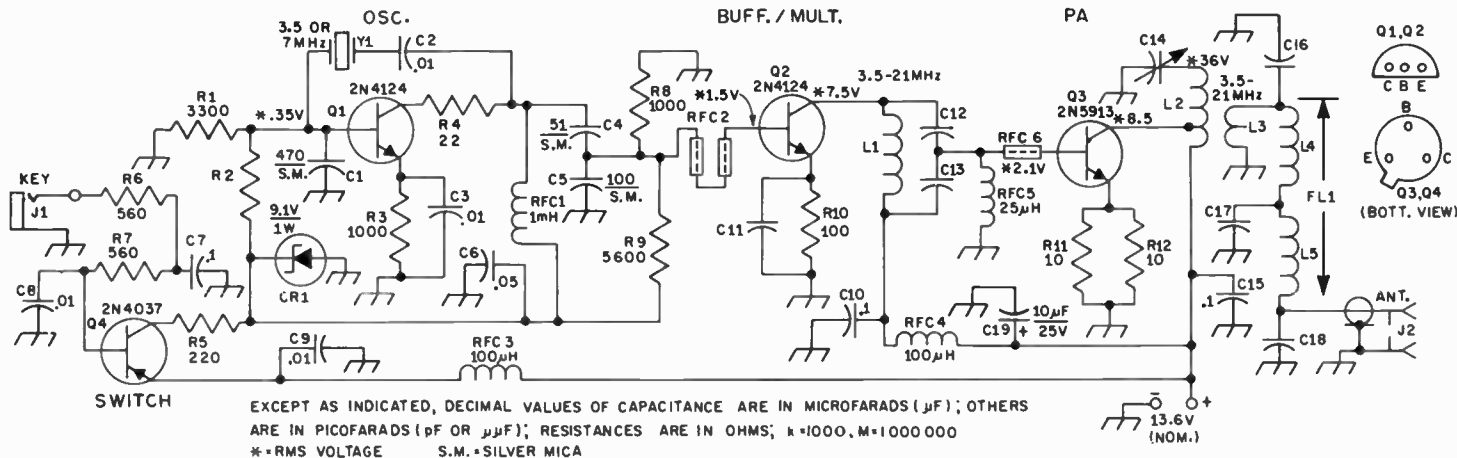 OSC.
BUFF. / MULT.
PA
3.5 OR
7MHz
Y1
C2
.01
R1
3300
*.35V
Q1
2N4124
R4
22
470
S.M.
C1
R2
R3
1000
C3
.01
RFC1
1mH
51
S.M.
C4
C5
100
S.M.
R8
1000
RFC2
*1.5V
Q2
2N4124
*7.5V
3.5-21MHz
C12
C13
L1
R9
5600
C11
R10
100
RFC5
25µH
RFC 6
*2.1V
Q3
2N5913
*8.5
C14
*36V
L2
3.5-
21MHz
L3
C16
L4
C17
FL1
L5
R11
10
R12
10
C15
.1
C18
ANT.
J2
Q1,Q2
C B E
B
E
C
Q3,Q4
(BOTT. VIEW)
KEY
J1
R6
560
R7
560
C7
.1
C8
.01
9.1V
1W
CR1
C6
.05
2N4037
Q4
R5
220
SWITCH
C9
.01
RFC 3
100µH
C10
.1
RFC4
100µH
10µF
25V
C19
+
- +
13.6V
(NOM.)
EXCEPT AS INDICATED, DECIMAL VALUES OF CAPACITANCE ARE IN MICROFARADS (µF); OTHERS
ARE IN PICOFARADS (pF OR µµF); RESISTANCES ARE IN OHMS; k=1000, M=1000000
*=RMS VOLTAGE S.M.=SILVER MICA